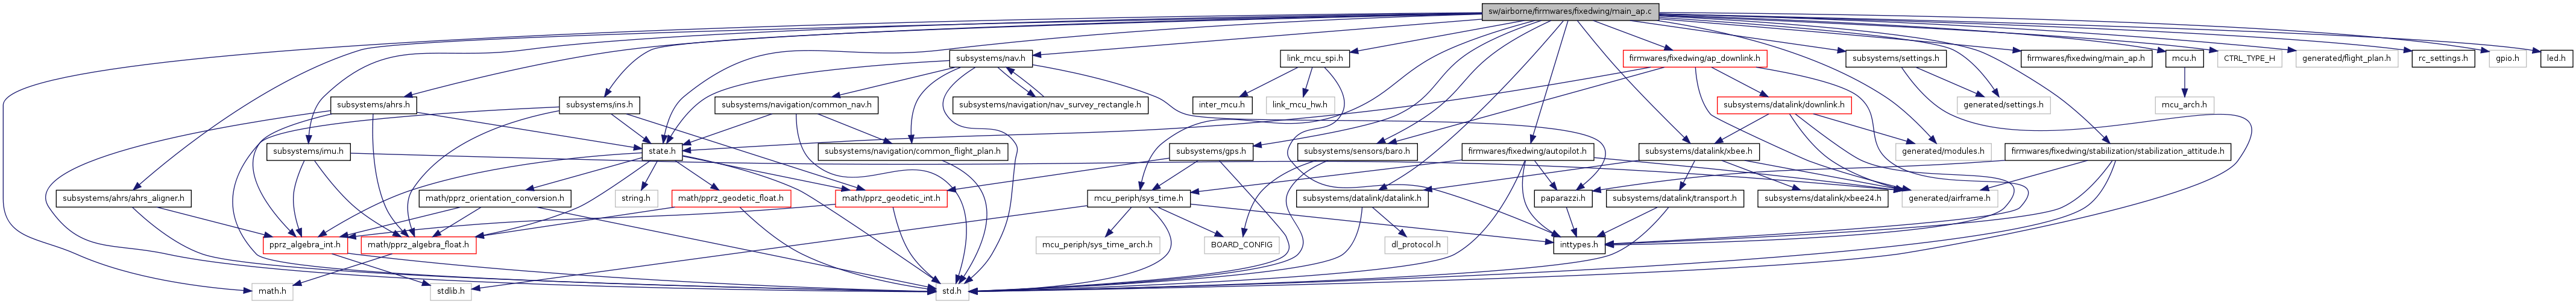 sw/airborne/firmwares/fixedwing/main_ap.c
subsystems/nav.h
link_mcu_spi.h
firmwares/fixedwing/ap_downlink.h
subsystems/settings.h
firmwares/fixedwing/main_ap.h
mcu.h
CTRL_TYPE_H
generated/flight_plan.h
rc_settings.h
gpio.h
led.h
subsystems/ahrs.h
subsystems/ins.h
subsystems/navigation/common_nav.h
subsystems/navigation/nav_survey_rectangle.h
inter_mcu.h
link_mcu_hw.h
subsystems/datalink/downlink.h
generated/settings.h
mcu_arch.h
subsystems/imu.h
state.h
subsystems/navigation/common_flight_plan.h
subsystems/gps.h
subsystems/sensors/baro.h
firmwares/fixedwing/autopilot.h
subsystems/datalink/xbee.h
generated/modules.h
firmwares/fixedwing/stabilization/stabilization_attitude.h
subsystems/ahrs/ahrs_aligner.h
math/pprz_orientation_conversion.h
string.h
math/pprz_geodetic_float.h
math/pprz_geodetic_int.h
mcu_periph/sys_time.h
subsystems/datalink/datalink.h
paparazzi.h
subsystems/datalink/transport.h
subsystems/datalink/xbee24.h
generated/airframe.h
pprz_algebra_int.h
math/pprz_algebra_float.h
mcu_periph/sys_time_arch.h
BOARD_CONFIG
dl_protocol.h
inttypes.h
math.h
stdlib.h
std.h